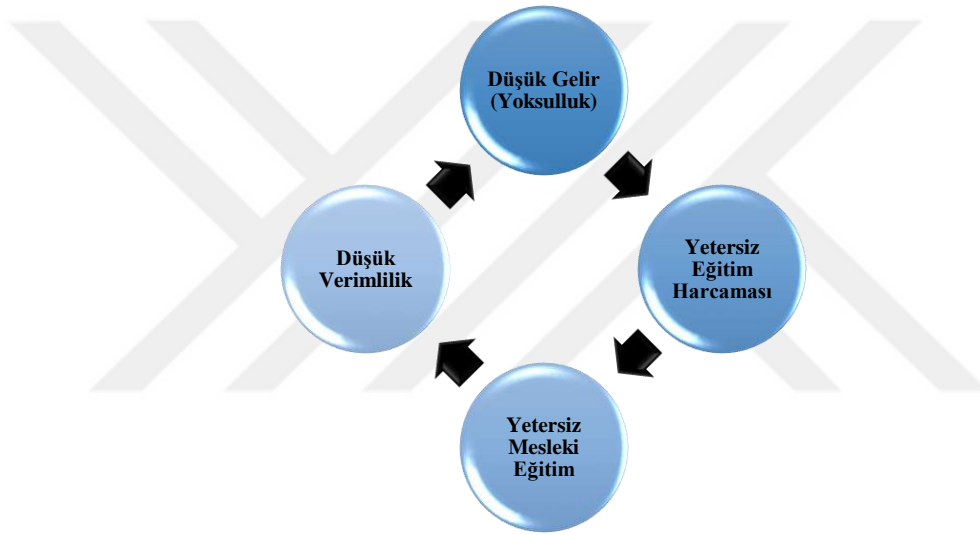 Düşük Gelir
(Yoksulluk)
Yetersiz
Eğitim
Harcaması
Yetersiz
Mesleki
Eğitim
Düşük
Verimlilik